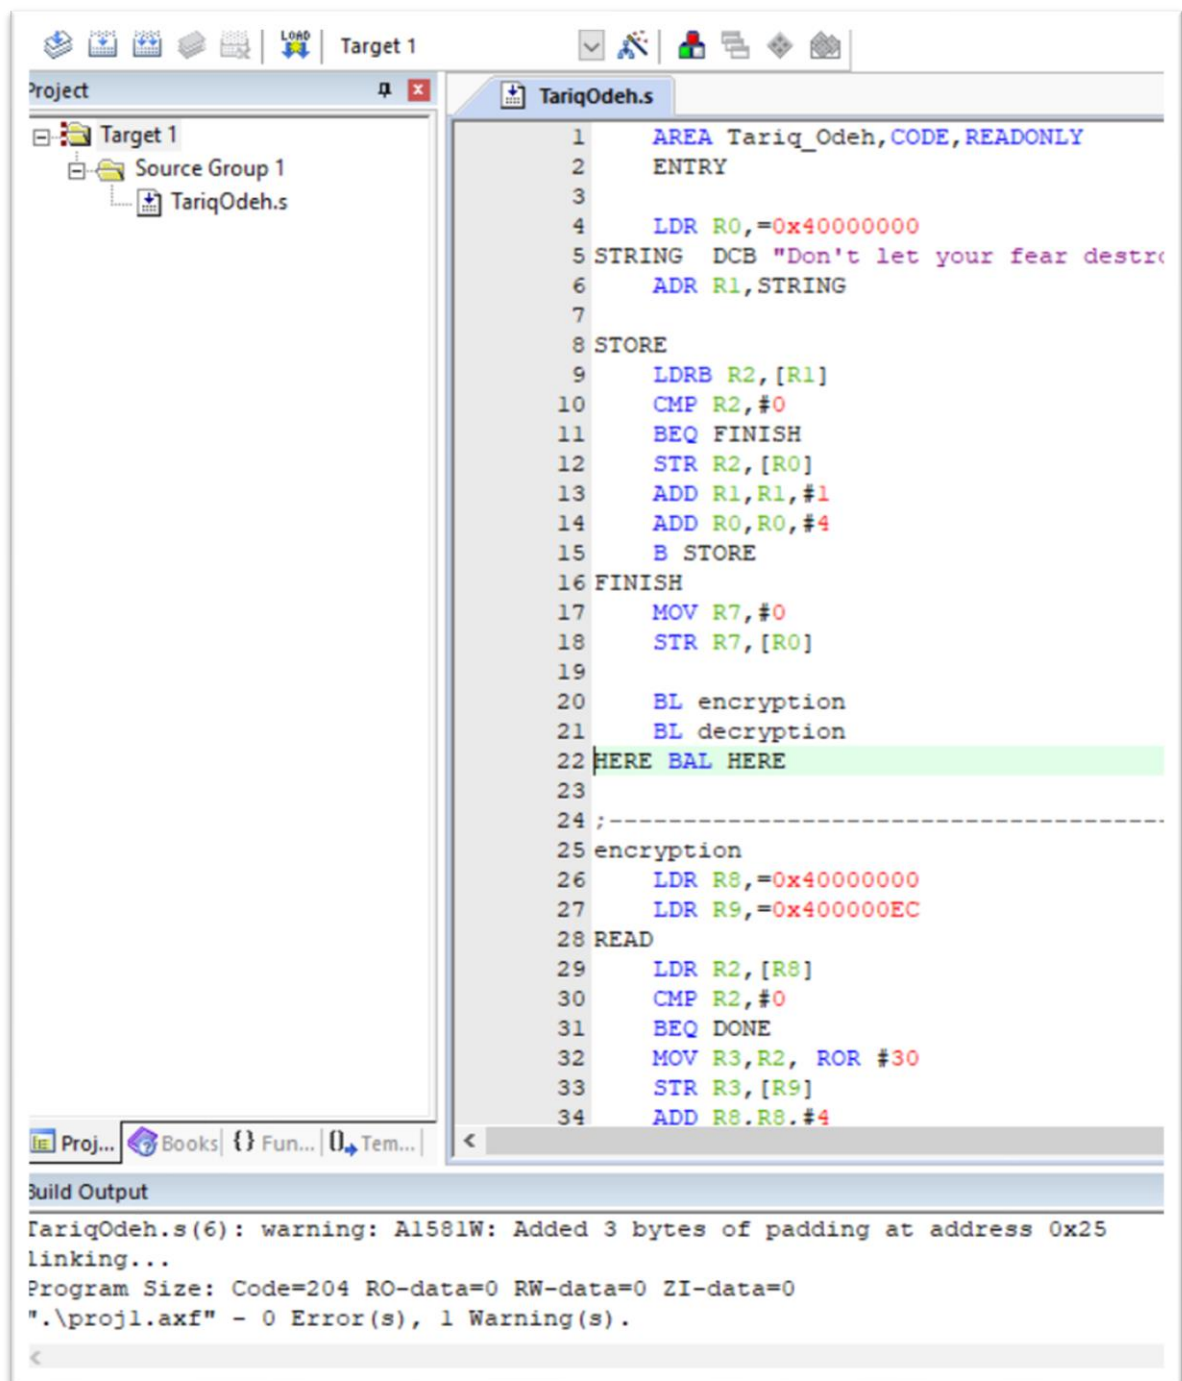 LOAD
Target 1
Project
Target 1
Source Group 1
TariqOdeh.s
TariqOdeh.s
1 AREA Tariq_Odeh,CODE,READONLY
2 ENTRY
3
4 LDR R0,=0x40000000
5 STRING DCB "Don't let your fear destro
6 ADR R1,STRING
7
8 STORE
9 LDRB R2,[R1]
10 CMP R2,#0
11 BEQ FINISH
12 STR R2,[R0]
13 ADD R1,R1,#1
14 ADD R0,R0,#4
15 B STORE
16 FINISH
17 MOV R7,#0
18 STR R7,[R0]
19
20 BL encryption
21 BL decryption
22 HERE BAL HERE
23
24 ;--------------------------------------
25 encryption
26 LDR R8,=0x40000000
27 LDR R9,=0x400000EC
28 READ
29 LDR R2,[R8]
30 CMP R2,#0
31 BEQ DONE
32 MOV R3,R2, ROR #30
33 STR R3,[R9]
34 ADD R8,R8,#4
Proj... Books {} Fun... 0 Tem...
Build Output
TariqOdeh.s(6): warning: A1581W: Added 3 bytes of padding at address 0x25
linking...
Program Size: Code=204 RO-data=0 RW-data=0 ZI-data=0
".\proj1.axf" - 0 Error(s), 1 Warning(s).